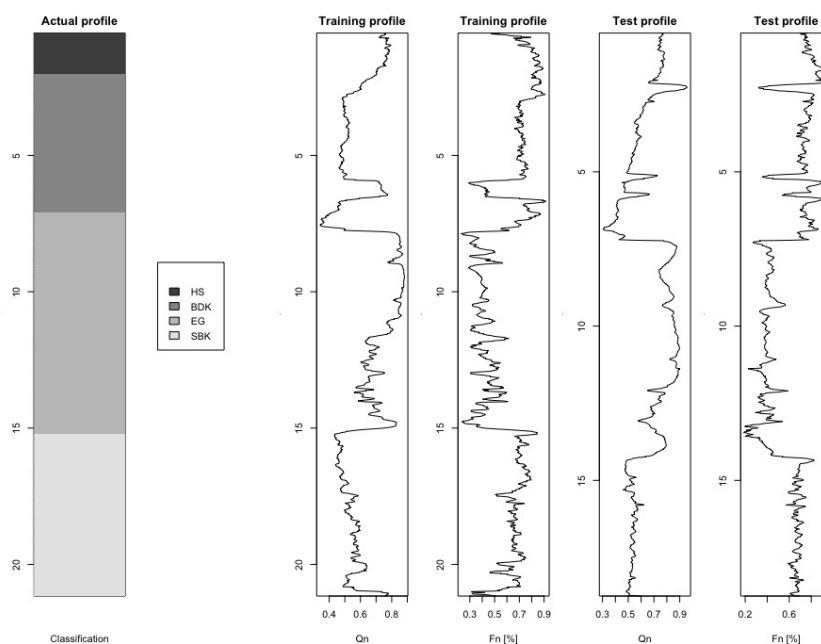 Actual profile
Training profile
Training profile
Test profile
Test profile
5
10
15
20
HS
BDK
EG
SBK
5
10
15
20
5
10
15
20
5
10
15
5
10
15
0.4 0.6 0.8
0.3 0.5 0.7 0.9
0.3 0.5 0.7 0.9
0.2 0.6
Classification
Qn
Fn [%]
Qn
Fn [%]